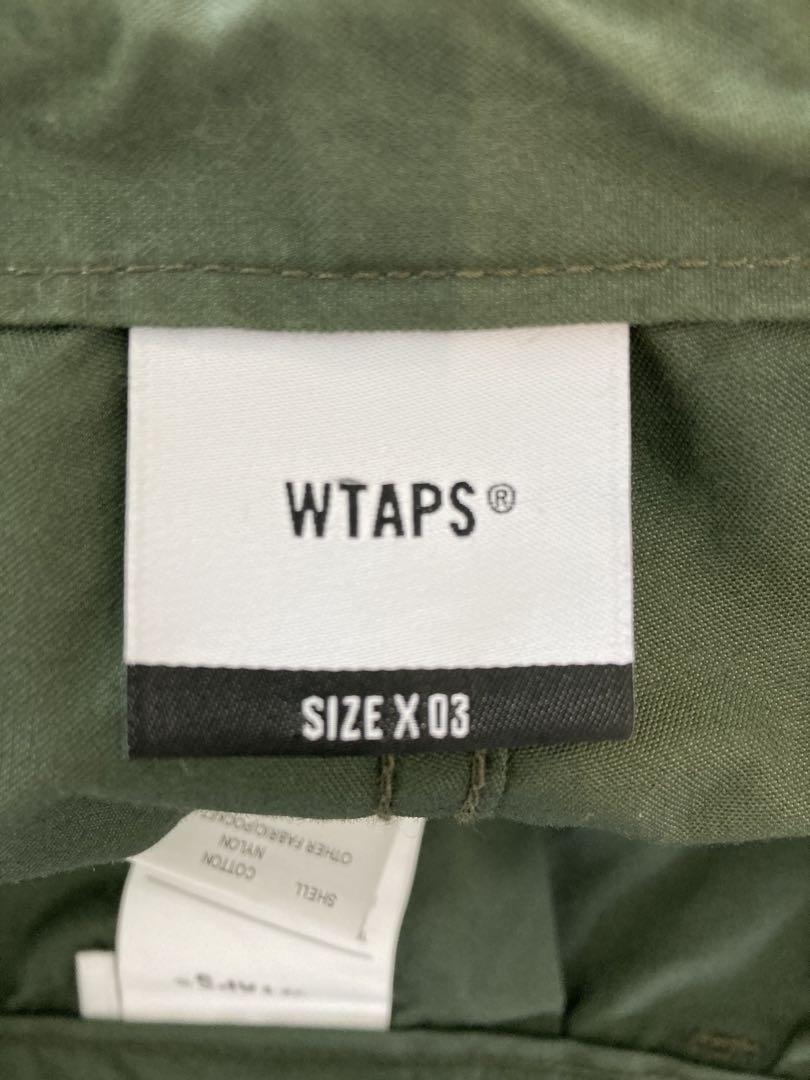 WTAPS®
SIZE X 03
SHELL
COTTON
NYLON
OTHER FABRIC(POCKET